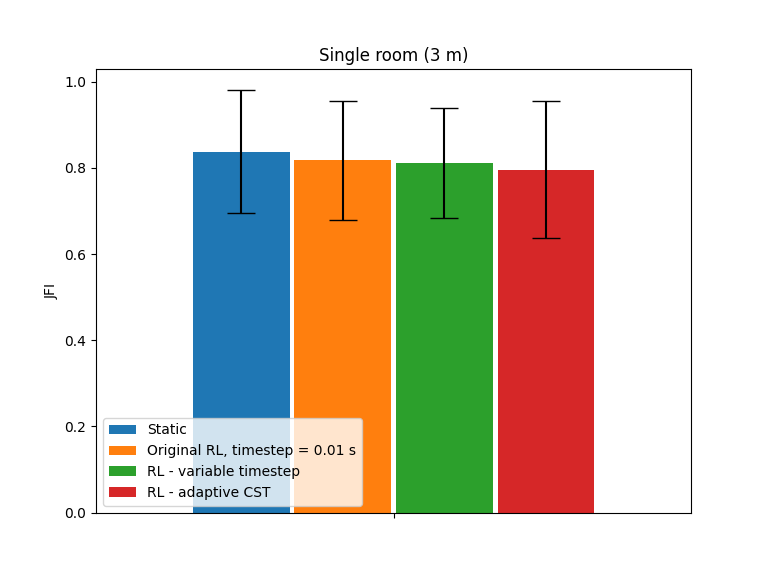 Single room (3 m)
1.0
0.8
0.6
0.4
0.2
0.0
JFI
Static
Original RL, timestep = 0.01 s
RL - variable timestep
RL - adaptive CST